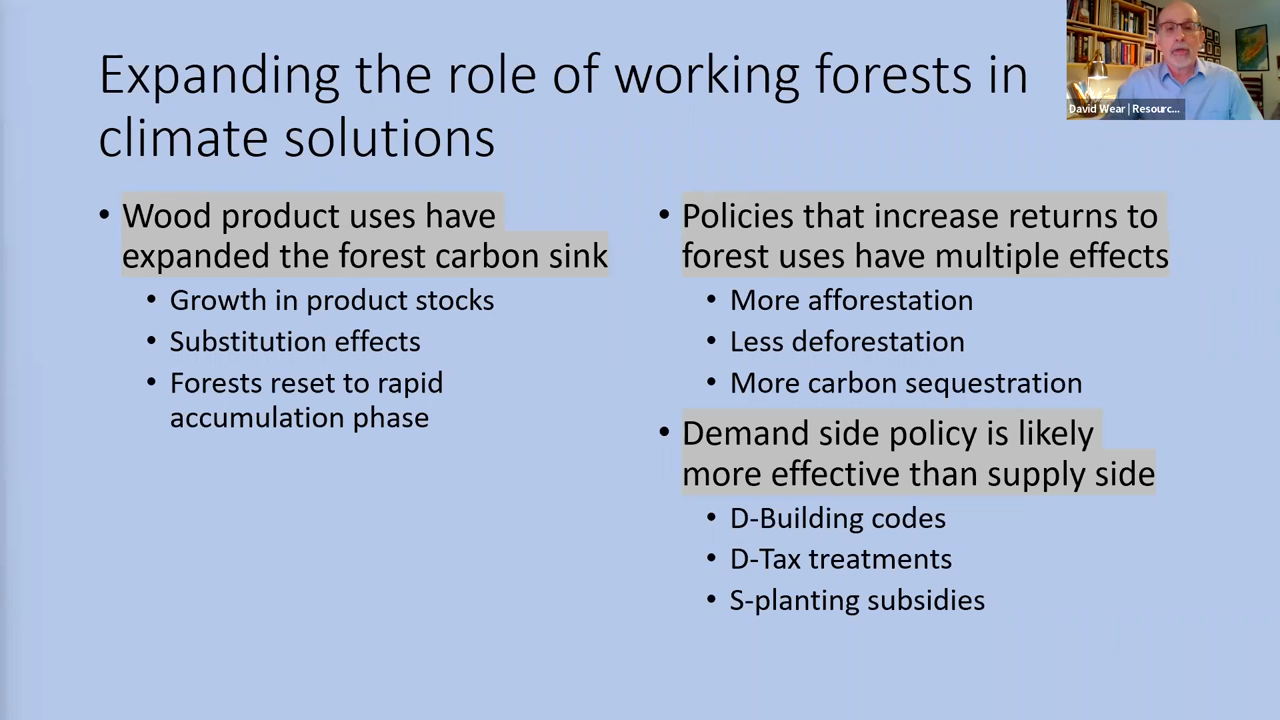 Expanding the role of working forests in
climate solutions
David Wear | Resourc...
• Wood product uses have
expanded the forest carbon sink
• Growth in product stocks
• Substitution effects
• Forests reset to rapid
accumulation phase
• Policies that increase returns to
forest uses have multiple effects
• More afforestation
• Less deforestation
• More carbon sequestration
• Demand side policy is likely
more effective than supply side
• D-Building codes
• D-Tax treatments
• S-planting subsidies